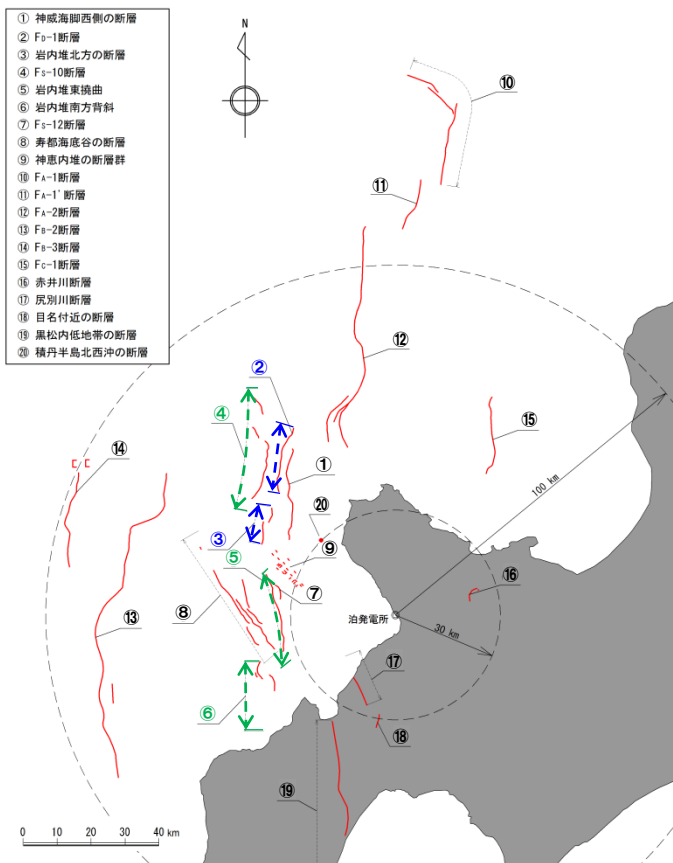 ① 神威海脚西側の断層
② FD-1断層
③ 岩内堆北方の断層
④ FS-10断層
⑤ 岩内堆東撓曲
⑥ 岩内堆南方背斜
⑦ FS-12断層
⑧ 寿都海底谷の断層
⑨ 神恵内堆の断層群
⑩ FA-1断層
⑪ FA-1'断層
⑫ FA-2断層
⑬ FB-2断層
⑭ FB-3断層
⑮ FC-1断層
⑯ 赤井川断層
⑰ 尻別川断層
⑱ 目名付近の断層
⑲ 黒松内低地帯の断層
⑳ 積丹半島北西沖の断層
N
⑩
⑪
⑫
②
④
⑮
⑭
①
100 km
⑳
③
⑨
⑤
⑦
⑯
⑧
泊発電所
⑬
30 km
⑰
⑥
⑱
⑲
0 10 20 30 40 km